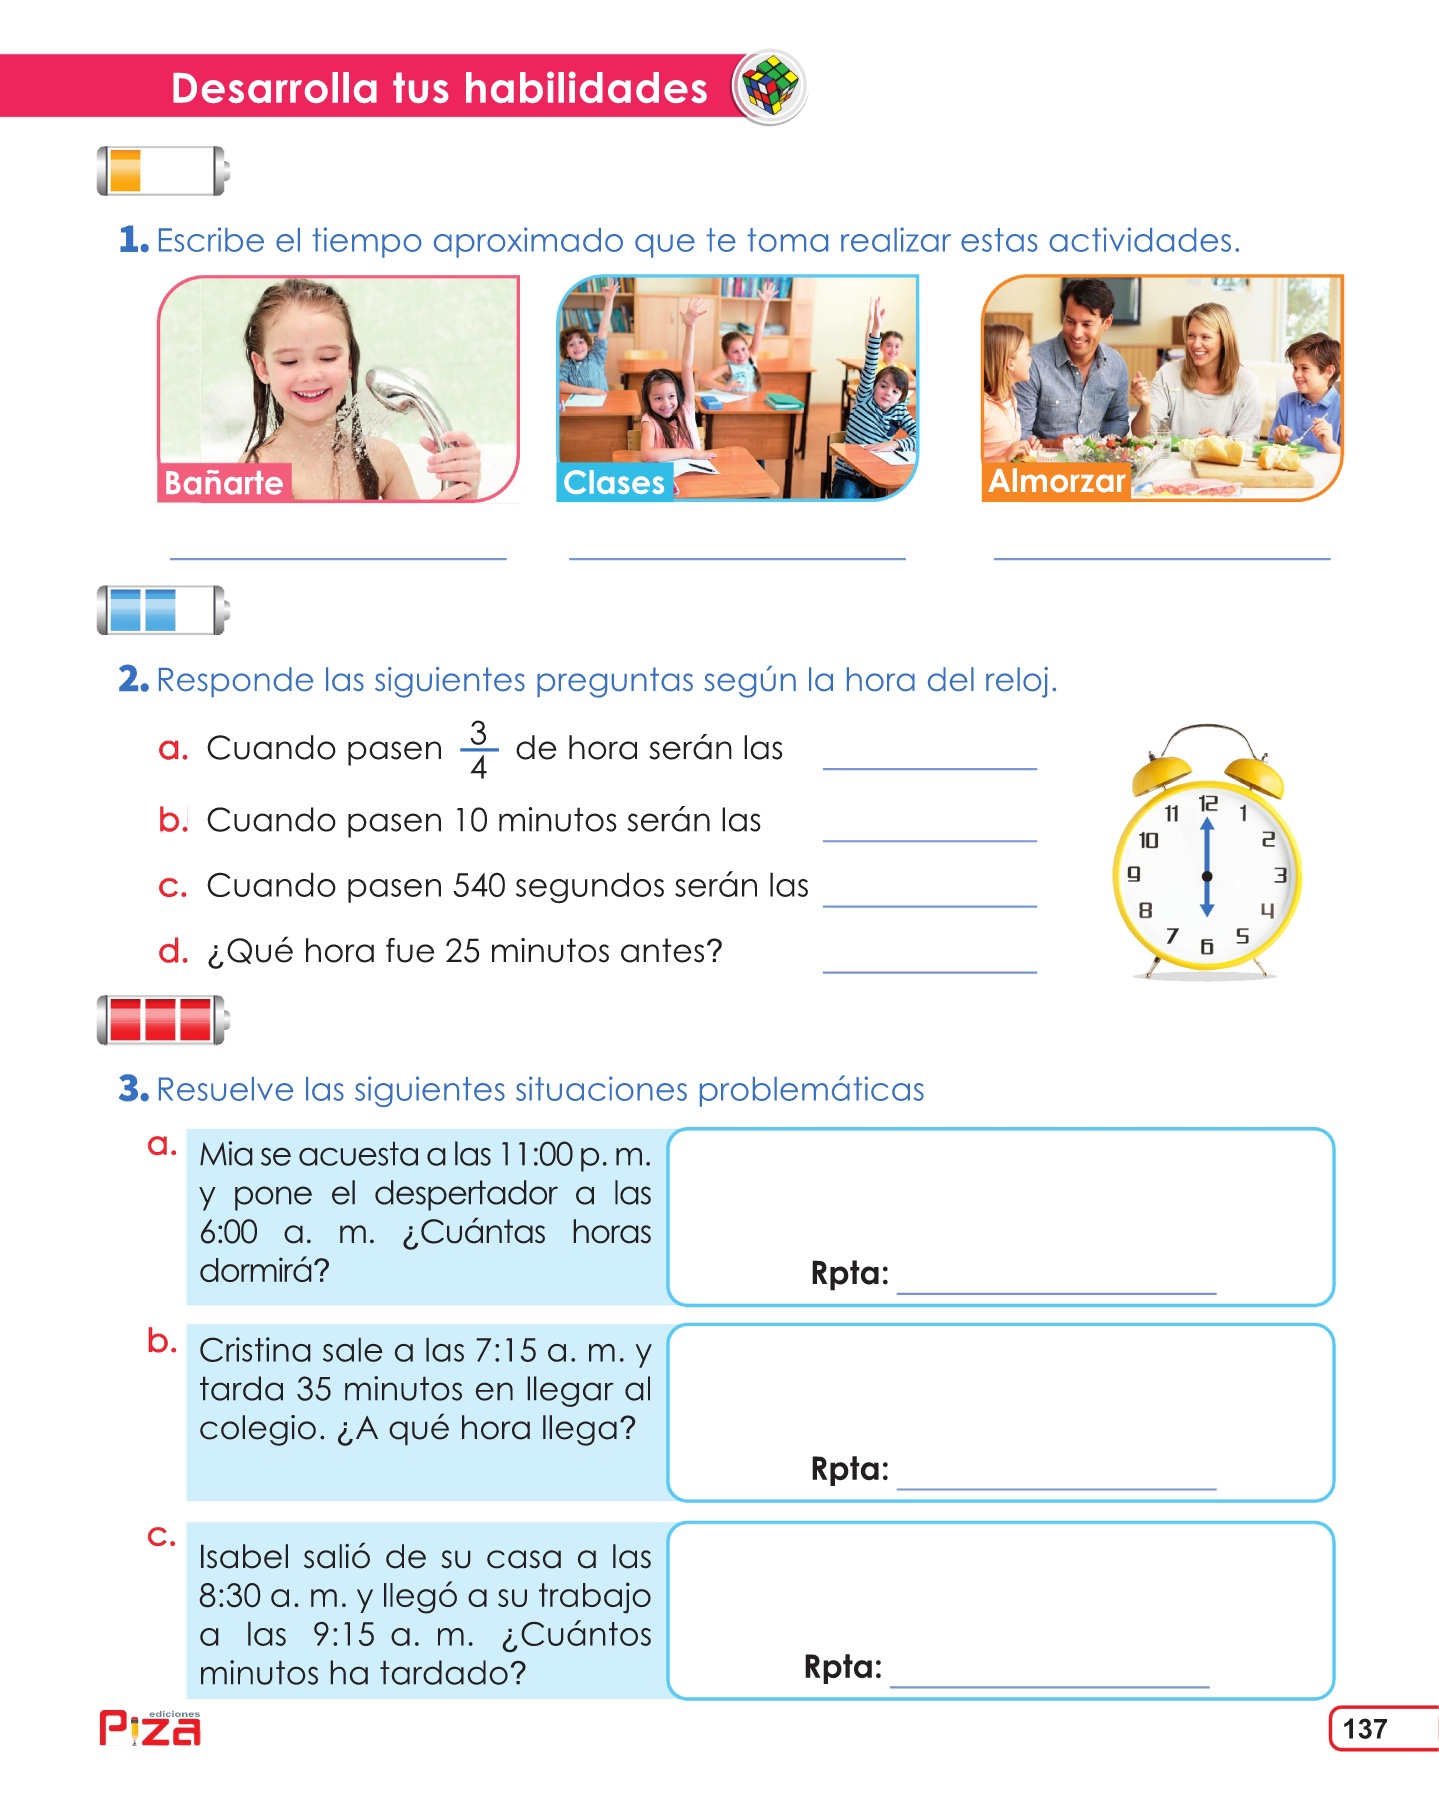 Desarrolla tus habilidades
1. Escribe el tiempo aproximado que te toma realizar estas actividades.
Bañarte
Clases
Almorzar
2. Responde las siguientes preguntas según la hora del reloj.
a. Cuando pasen 3/4 de hora serán las
b. Cuando pasen 10 minutos serán las
c. Cuando pasen 540 segundos serán las
d. ¿Qué hora fue 25 minutos antes?
12
1
2
3
4
5
6
7
8
9
10
11
3. Resuelve las siguientes situaciones problemáticas
a. Mia se acuesta a las 11:00 p. m.
y pone el despertador a las
6:00 a. m. ¿Cuántas horas
dormirá?
Rpta:
b. Cristina sale a las 7:15 a. m. y
tarda 35 minutos en llegar al
colegio. ¿A qué hora llega?
Rpta:
c. Isabel salió de su casa a las
8:30 a. m. y llegó a su trabajo
a las 9:15 a. m. ¿Cuántos
minutos ha tardado?
Rpta:
ediciones
Piza
137